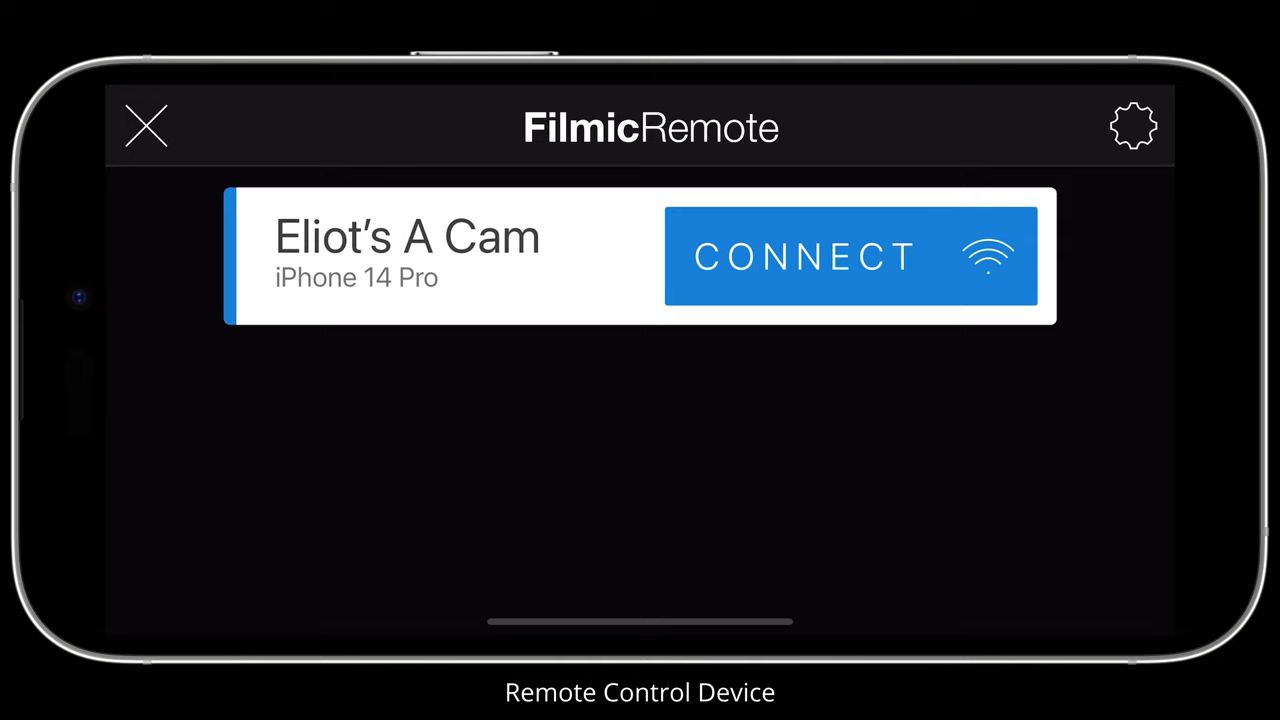 FilmicRemote
Eliot’s A Cam
iPhone 14 Pro
CONNECT
Remote Control Device